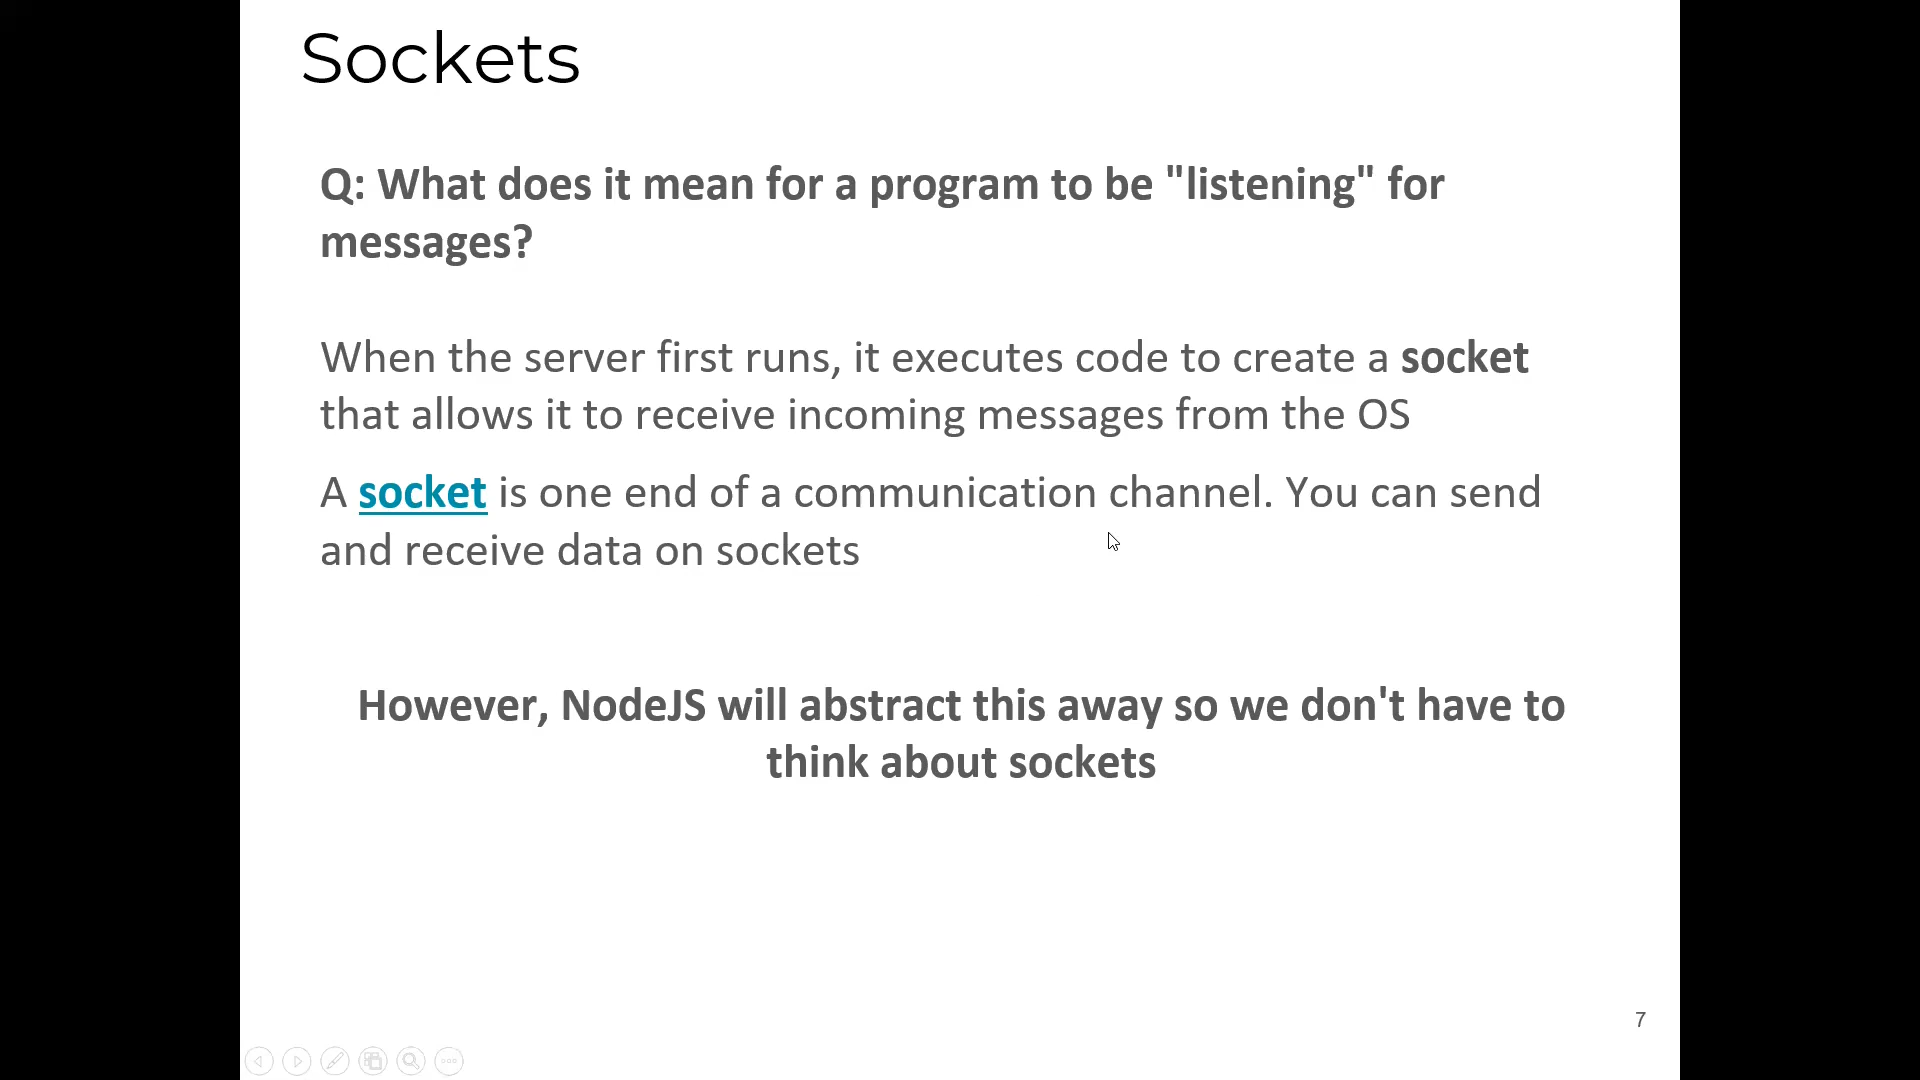 Sockets
Q: What does it mean for a program to be "listening" for
messages?
When the server first runs, it executes code to create a socket
that allows it to receive incoming messages from the OS
A socket is one end of a communication channel. You can send
and receive data on sockets
However, NodeJS will abstract this away so we don't have to
think about sockets
7